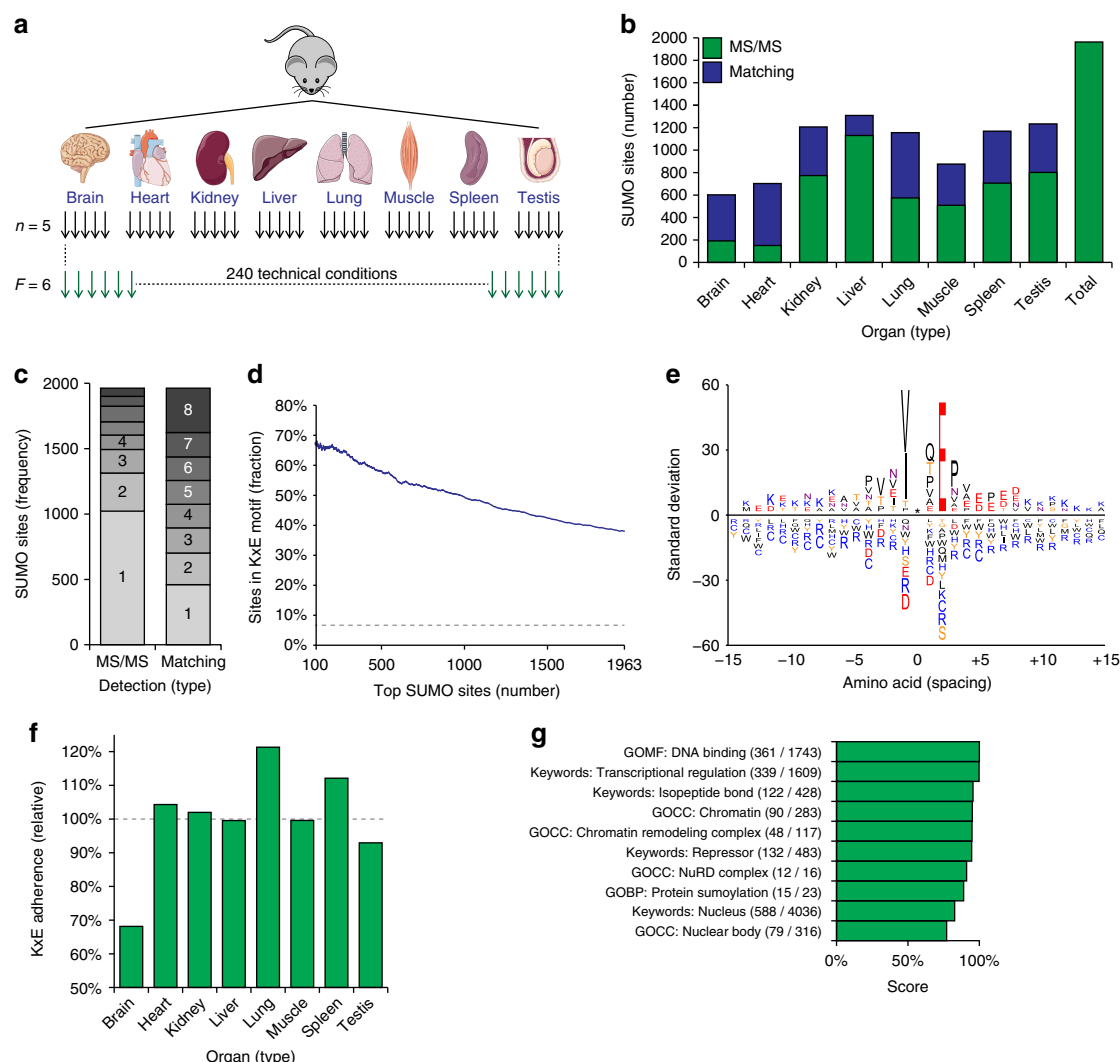 a
Brain Heart Kidney Liver Lung Muscle Spleen Testis
n = 5
240 technical conditions
F = 6
b
MS/MS
Matching
SUMO sites (number)
2000
1800
1600
1400
1200
1000
800
600
400
200
0
Brain Heart Kidney Liver Lung Muscle Spleen Testis Total
Organ (type)
c
SUMO sites (frequency)
2000
1500
1000
500
0
4
3
2
1
8
7
6
5
4
3
2
1
MS/MS Matching
Detection (type)
d
Sites in KxE motif (fraction)
80%
70%
60%
50%
40%
30%
20%
10%
0%
100 500 1000 1500 1963
Top SUMO sites (number)
e
Standard deviation
60
30
0
−30
−60
−15 −10 −5 0 +5 +10 +15
Amino acid (spacing)
f
KxE adherence (relative)
120%
110%
100%
90%
80%
70%
60%
50%
Brain Heart Kidney Liver Lung Muscle Spleen Testis
Organ (type)
g
GOMF: DNA binding (361 / 1743)
Keywords: Transcriptional regulation (339 / 1609)
Keywords: Isopeptide bond (122 / 428)
GOCC: Chromatin (90 / 283)
GOCC: Chromatin remodeling complex (48 / 117)
Keywords: Repressor (132 / 483)
GOCC: NuRD complex (12 / 16)
GOBP: Protein sumoylation (15 / 23)
Keywords: Nucleus (588 / 4036)
GOCC: Nuclear body (79 / 316)
0% 50% 100%
Score